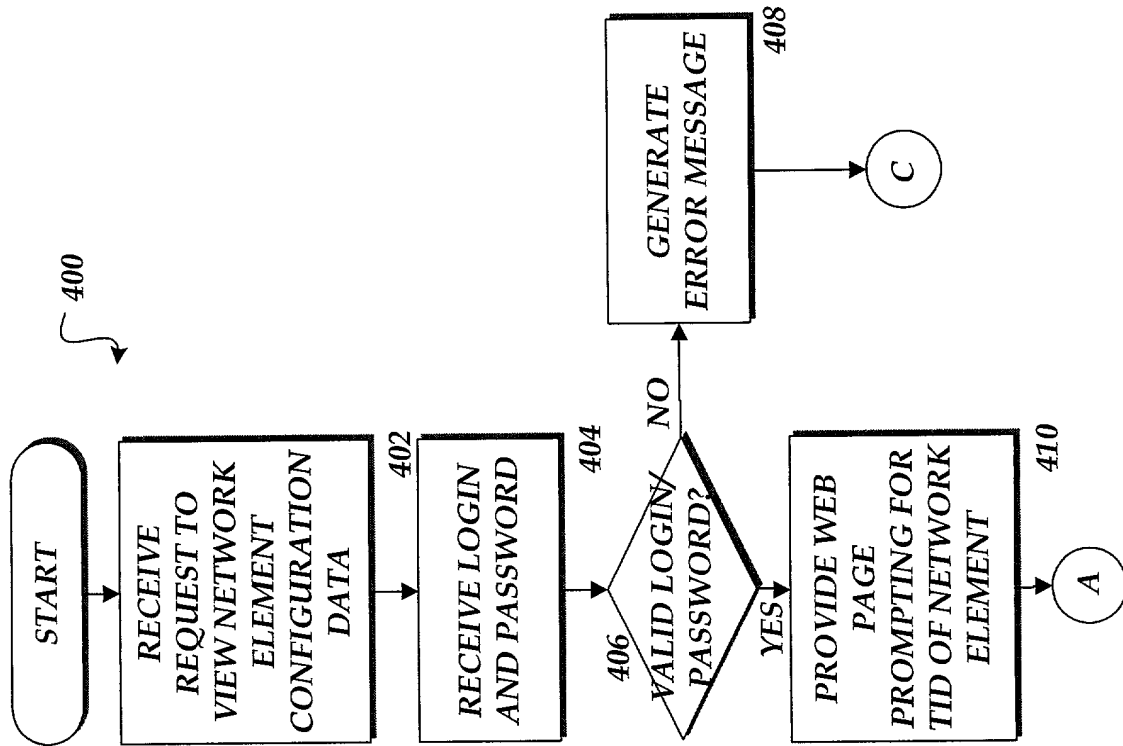 400
START
RECEIVE
REQUEST TO
VIEW NETWORK
ELEMENT
CONFIGURATION
DATA
402
RECEIVE LOGIN
AND PASSWORD
404
406
VALID LOGIN/
PASSWORD?
NO
YES
GENERATE
ERROR MESSAGE
408
C
PROVIDE WEB
PAGE
PROMPTING FOR
TID OF NETWORK
ELEMENT
410
A